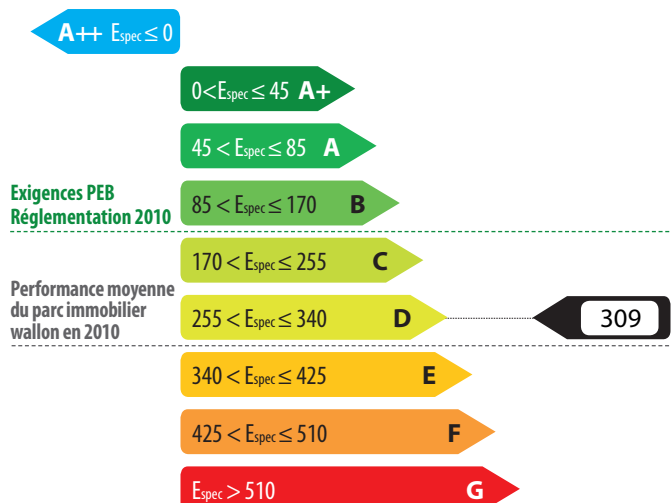 A++ Espec ≤ 0
0<Espec ≤ 45 A+
45 < Espec ≤ 85 A
Exigences PEB
Réglementation 2010
85 < Espec ≤ 170 B
170 < Espec ≤ 255 C
Performance moyenne
du parc immobilier
wallon en 2010
255 < Espec ≤ 340 D
309
340 < Espec ≤ 425 E
425 < Espec ≤ 510 F
Espec > 510 G